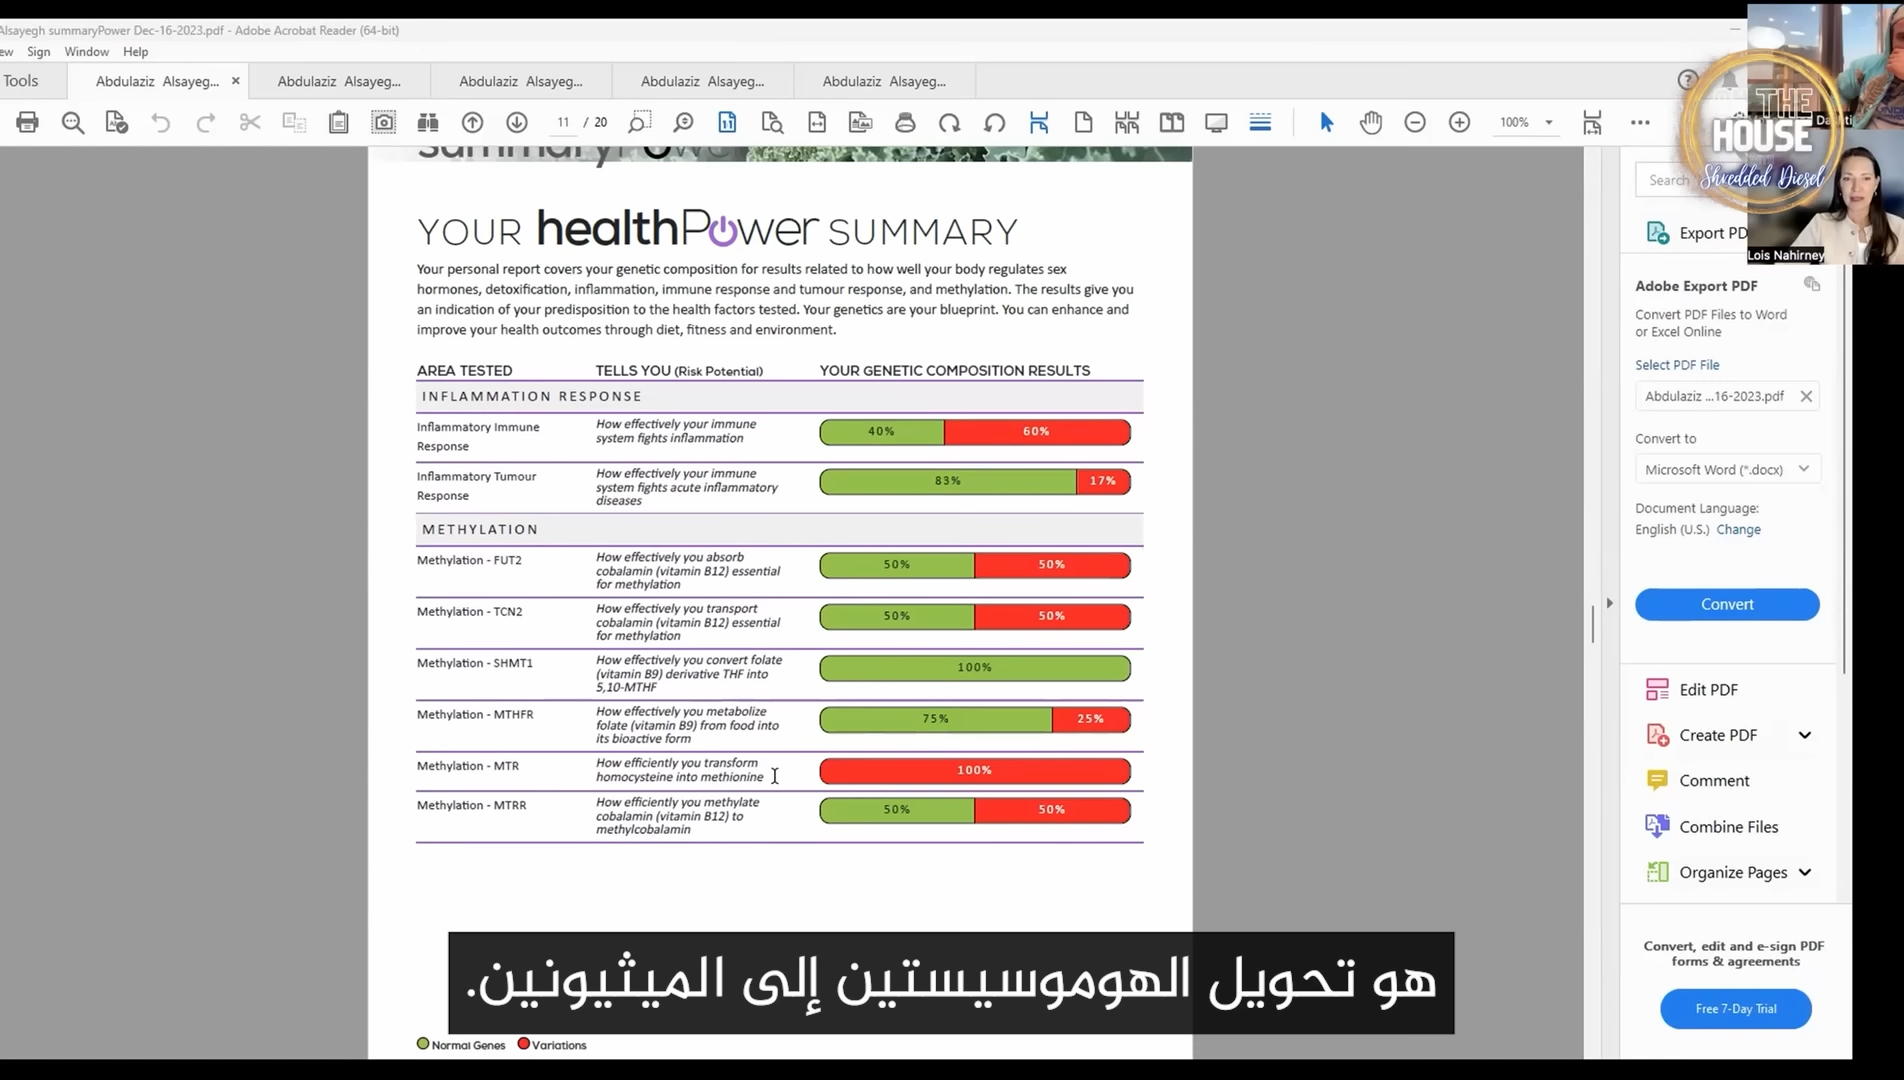 Alsayegh summaryPower Dec-16-2023.pdf - Adobe Acrobat Reader (64-bit)
ew Sign Window Help
Tools
Abdulaziz Alsayeg... ×
Abdulaziz Alsayeg...
Abdulaziz Alsayeg...
Abdulaziz Alsayeg...
Abdulaziz Alsayeg...
11 / 20
100%
THE
HOUSE
Shredded Diesel
Lois Nahirney
summaryPower
YOUR healthPower SUMMARY
Your personal report covers your genetic composition for results related to how well your body regulates sex
hormones, detoxification, inflammation, immune response and tumour response, and methylation. The results give you
an indication of your predisposition to the health factors tested. Your genetics are your blueprint. You can enhance and
improve your health outcomes through diet, fitness and environment.
AREA TESTED TELLS YOU (Risk Potential) YOUR GENETIC COMPOSITION RESULTS
INFLAMMATION RESPONSE
Inflammatory Immune
Response
How effectively your immune
system fights inflammation
40% 60%
Inflammatory Tumour
Response
How effectively your immune
system fights acute inflammatory
diseases
83% 17%
METHYLATION
Methylation - FUT2
How effectively you absorb
cobalamin (vitamin B12) essential
for methylation
50% 50%
Methylation - TCN2
How effectively you transport
cobalamin (vitamin B12) essential
for methylation
50% 50%
Methylation - SHMT1
How effectively you convert folate
(vitamin B9) derivative THF into
5,10-MTHF
100%
Methylation - MTHFR
How effectively you metabolize
folate (vitamin B9) from food into
its bioactive form
75% 25%
Methylation - MTR
How efficiently you transform
homocysteine into methionine
100%
Methylation - MTRR
How efficiently you methylate
cobalamin (vitamin B12) to
methylcobalamin
50% 50%
هو تحويل الهوموسيستين إلى الميثيونين.
Normal Genes Variations
Search
Export PD
Adobe Export PDF
Convert PDF Files to Word
or Excel Online
Select PDF File
Abdulaziz ...16-2023.pdf ×
Convert to
Microsoft Word (*.docx)
Document Language:
English (U.S.) Change
Convert
Edit PDF
Create PDF
Comment
Combine Files
Organize Pages
Convert, edit and e-sign PDF
forms & agreements
Free 7-Day Trial